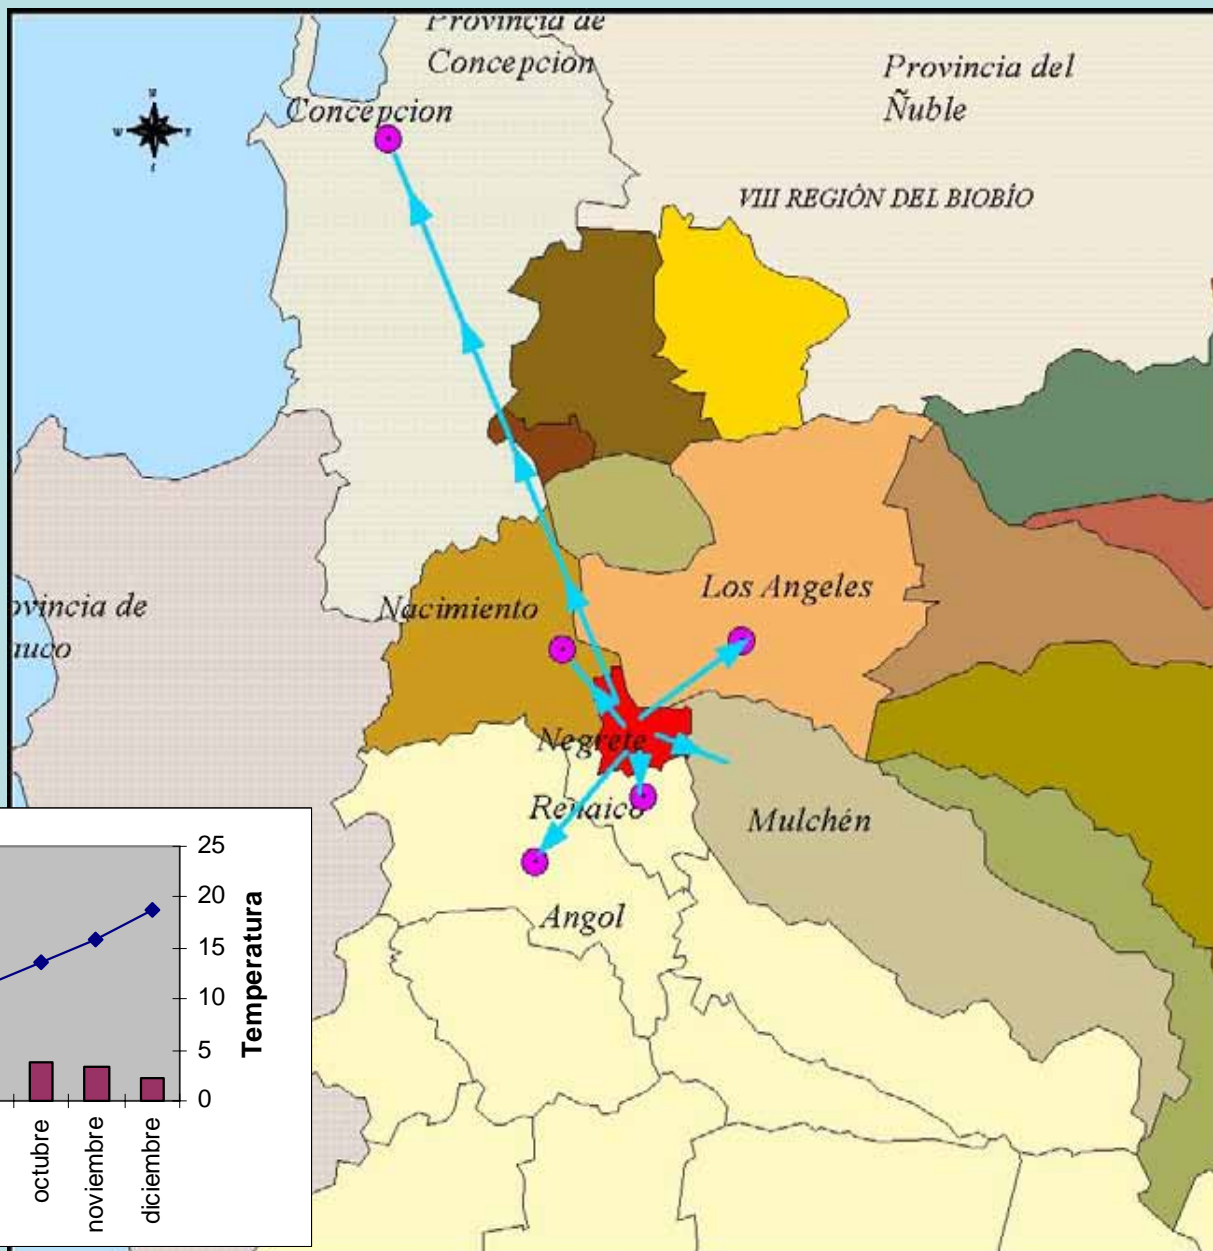 Provincia de
Concepcion
Provincia del
Ñuble
Concepcion
N
W
VIII REGIÓN DEL BIOBÍO
Los Angeles
ovincia de
uco
Nacimiento
Negrete
Renaico
Mulchén
Angol
25
20
15
10
5
0
Temperatura
octubre
noviembre
diciembre